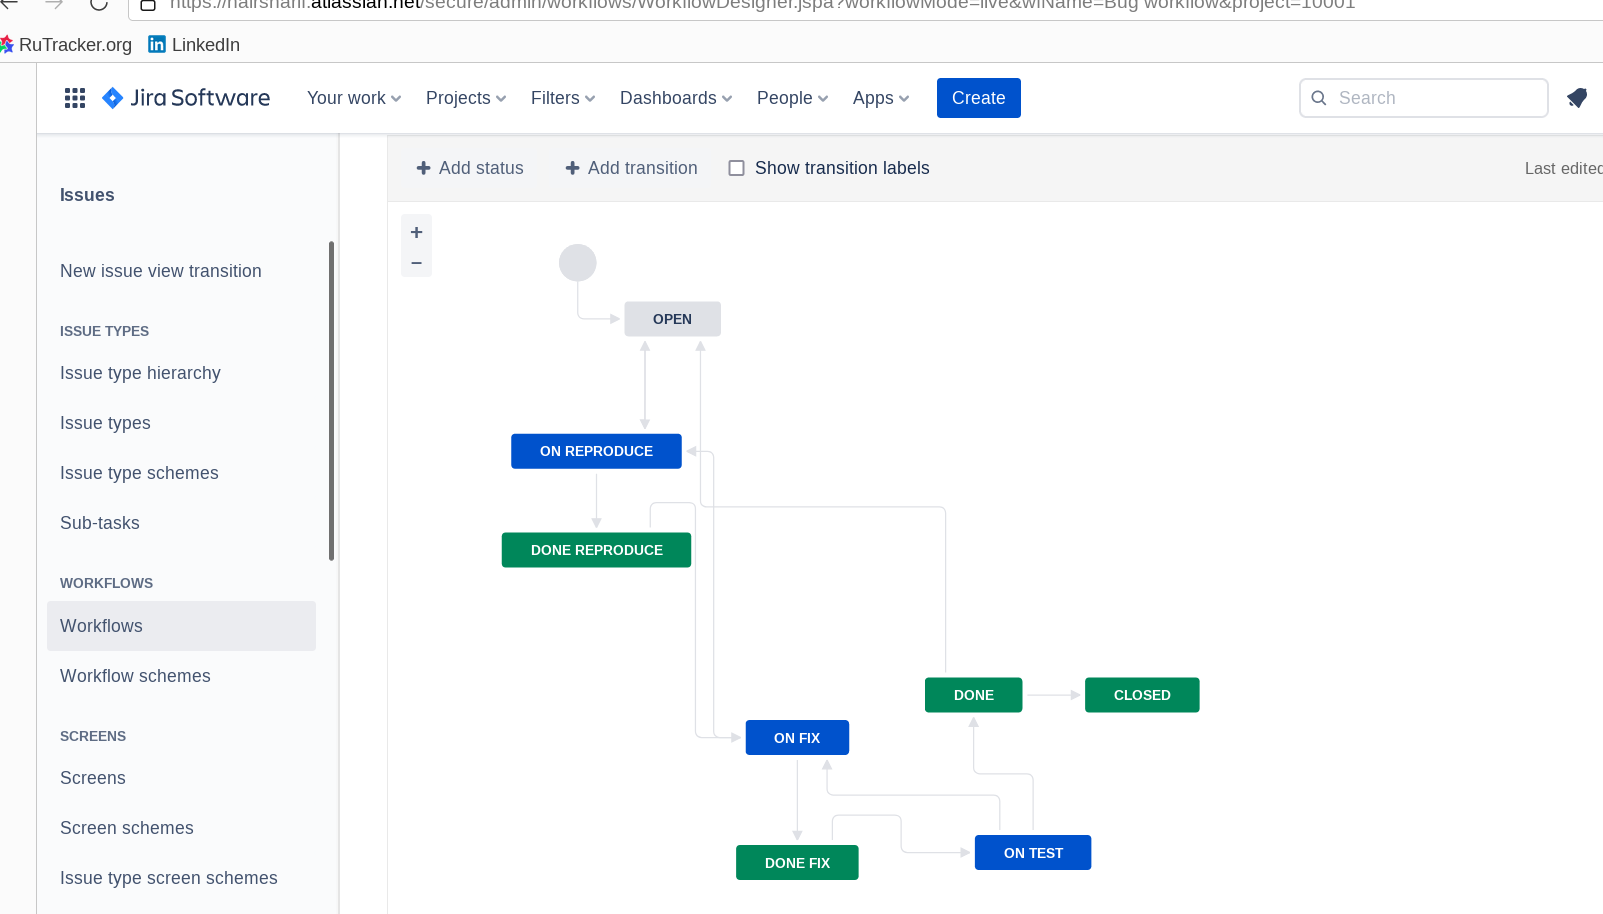 https://nairsharif.atlassian.net/secure/admin/workflows/WorkflowDesigner.jspa?workflowMode=live&wfName=Bug workflow&project=10001
RuTracker.org LinkedIn
Jira Software Your work Projects Filters Dashboards People Apps Create Search
Add status Add transition Show transition labels Last edited
Issues
New issue view transition
ISSUE TYPES
Issue type hierarchy
Issue types
Issue type schemes
Sub-tasks
WORKFLOWS
Workflows
Workflow schemes
SCREENS
Screens
Screen schemes
Issue type screen schemes
+
−
OPEN
ON REPRODUCE
DONE REPRODUCE
DONE CLOSED
ON FIX
ON TEST
DONE FIX